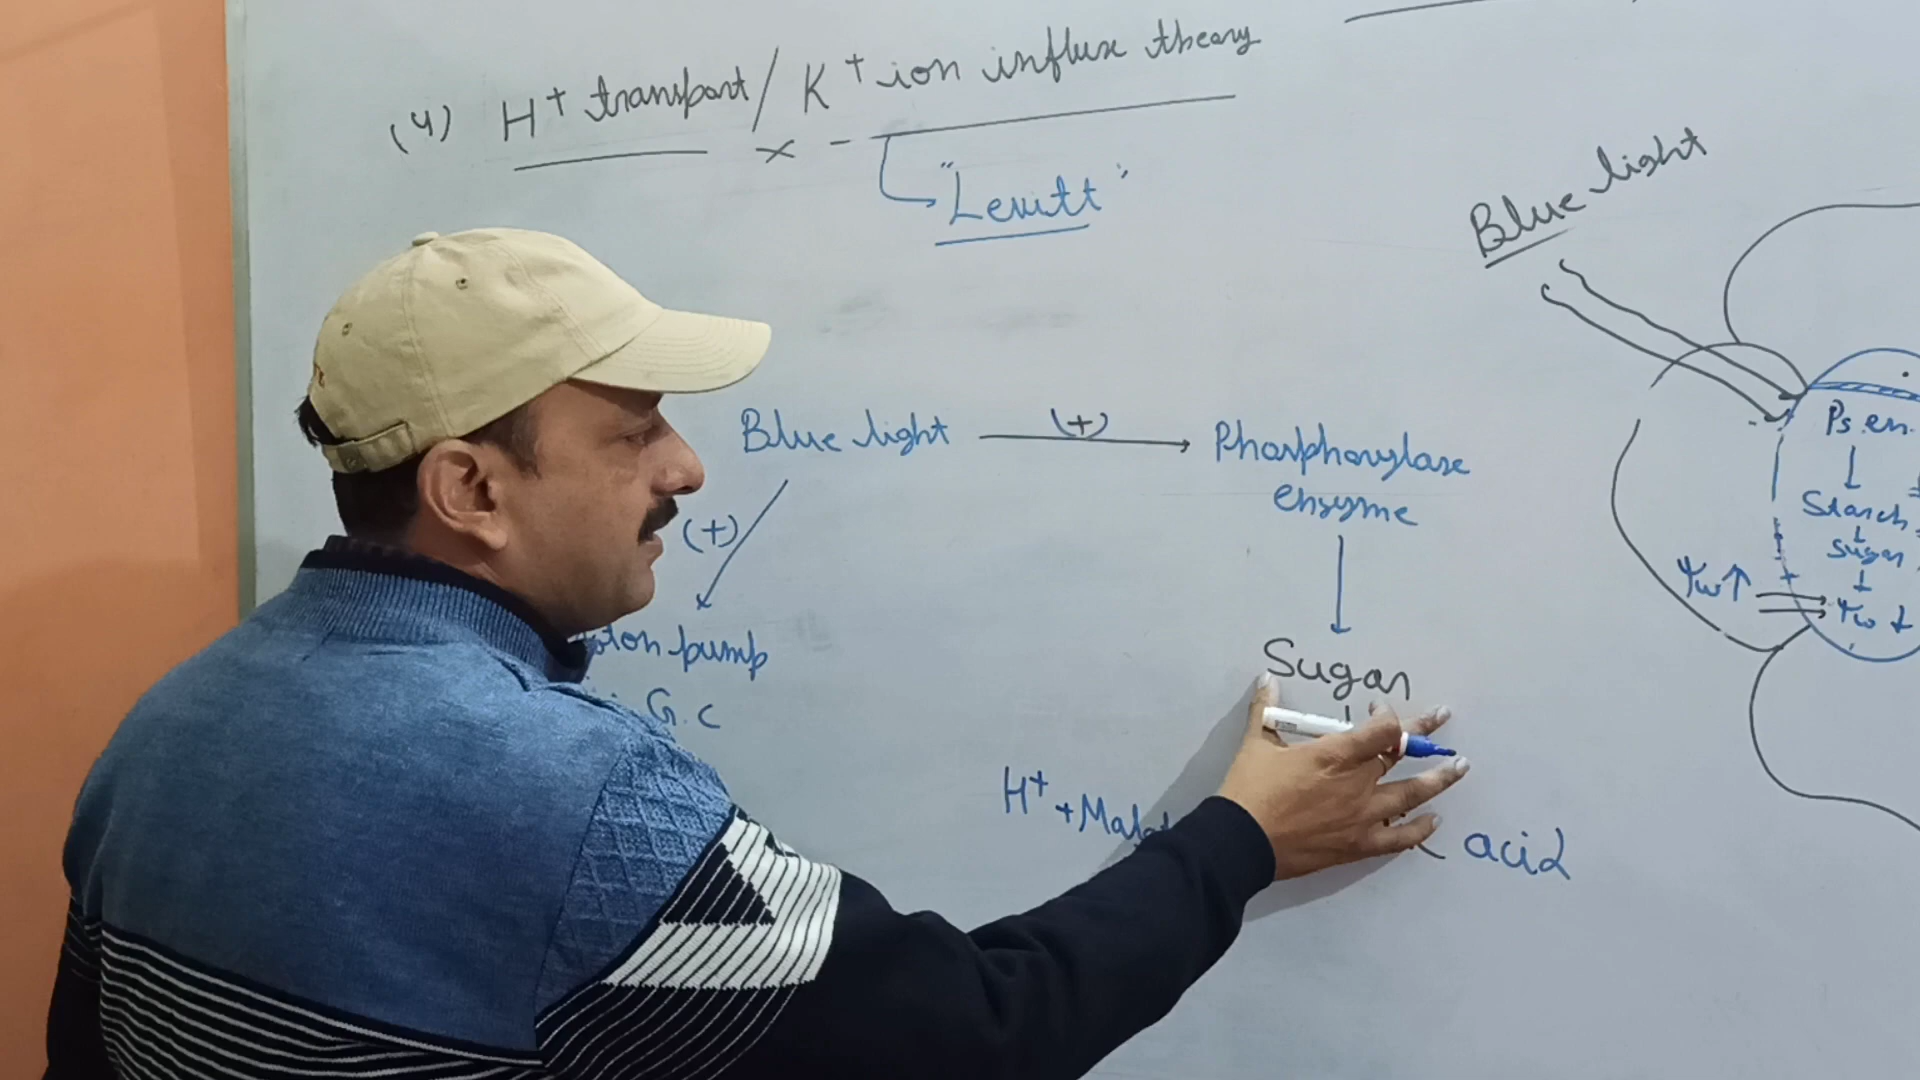 (4) H+ transport / K+ ion influx theory
"Levitt"
Blue light
Blue light (+) Phosphorylase
enzyme
(+)
pump
G.C
Sugar
H+ + Mal
acid
Ps.en.
Starch
Sugar
Ψw↑
Ψw↓